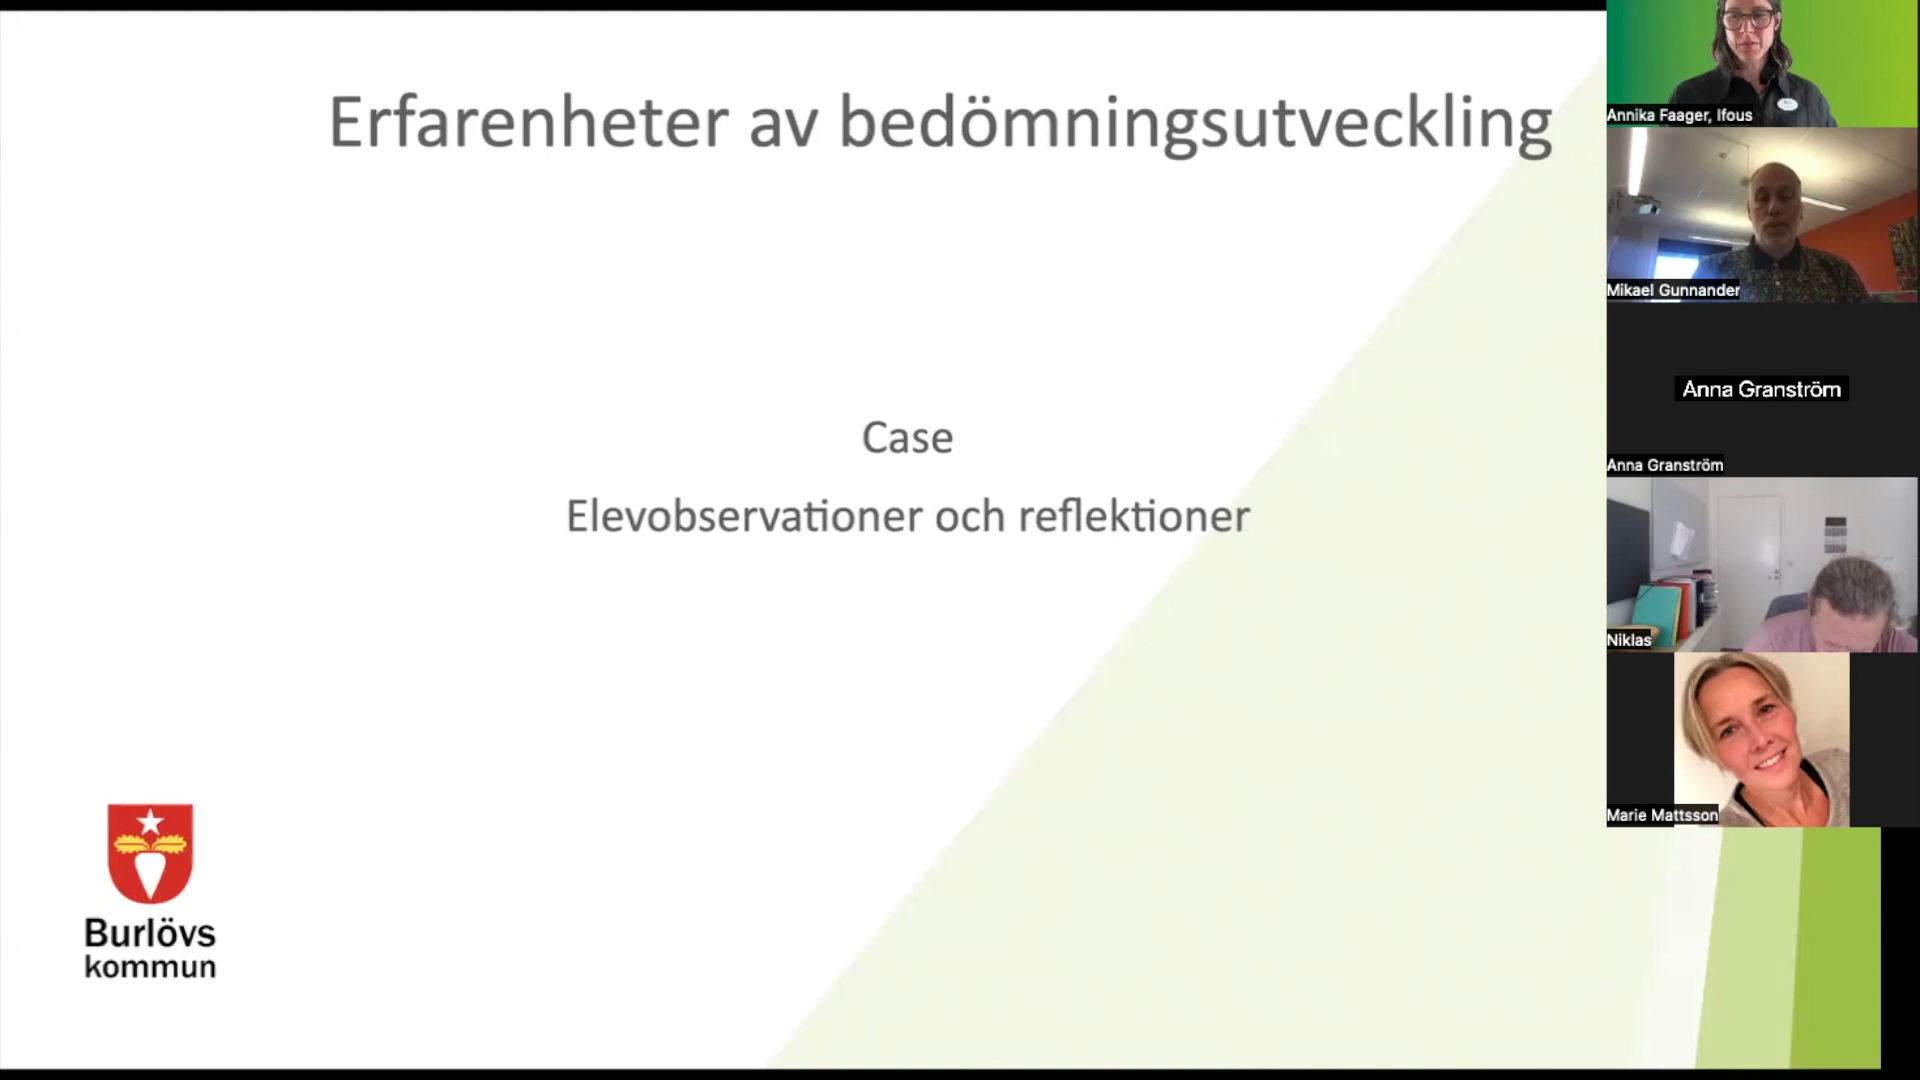 Erfarenheter av bedömningsutveckling
Case
Elevobservationer och reflektioner
Burlövs
kommun
Annika Faager, Ifous
Mikael Gunnander
Anna Granström
Anna Granström
Niklas
Marie Mattsson